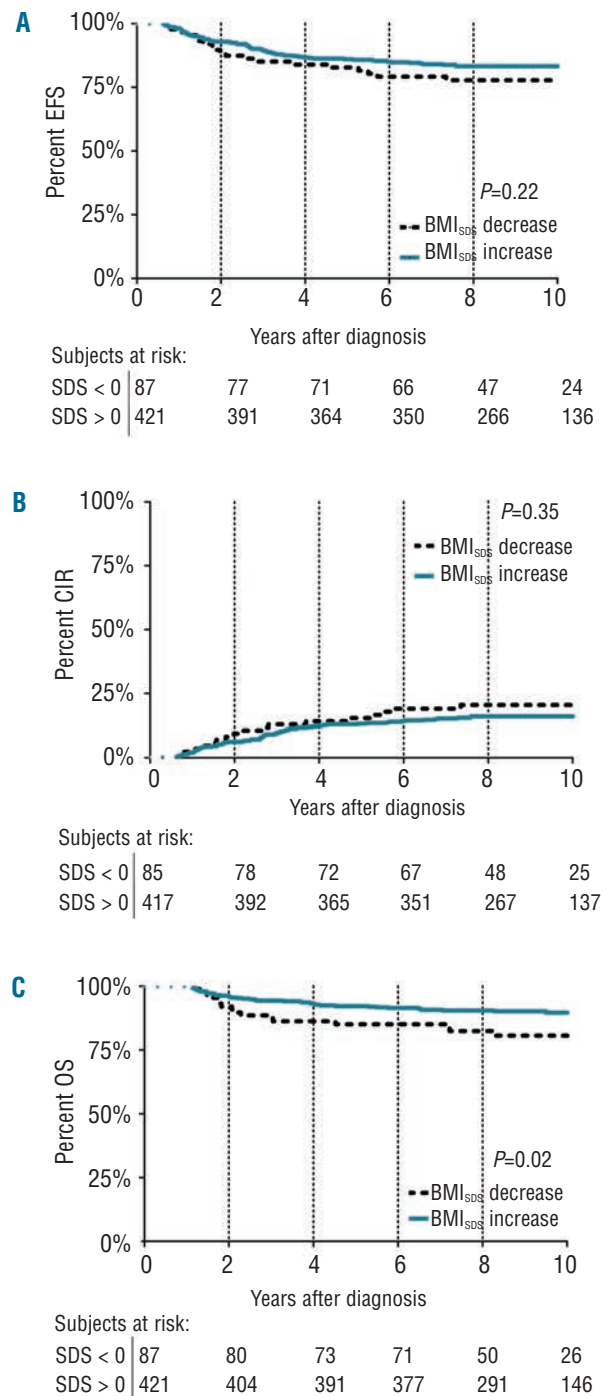 A
100%
75%
50%
25%
0%
Percent EFS
P=0.22
BMISDS decrease
BMISDS increase
0 2 4 6 8 10
Years after diagnosis
Subjects at risk:
SDS < 0 87 77 71 66 47 24
SDS > 0 421 391 364 350 266 136
B
100%
75%
50%
25%
0%
Percent CIR
P=0.35
BMISDS decrease
BMISDS increase
0 2 4 6 8 10
Years after diagnosis
Subjects at risk:
SDS < 0 85 78 72 67 48 25
SDS > 0 417 392 365 351 267 137
C
100%
75%
50%
25%
0%
Percent OS
P=0.02
BMISDS decrease
BMISDS increase
0 2 4 6 8 10
Years after diagnosis
Subjects at risk:
SDS < 0 87 80 73 71 50 26
SDS > 0 421 404 391 377 291 146